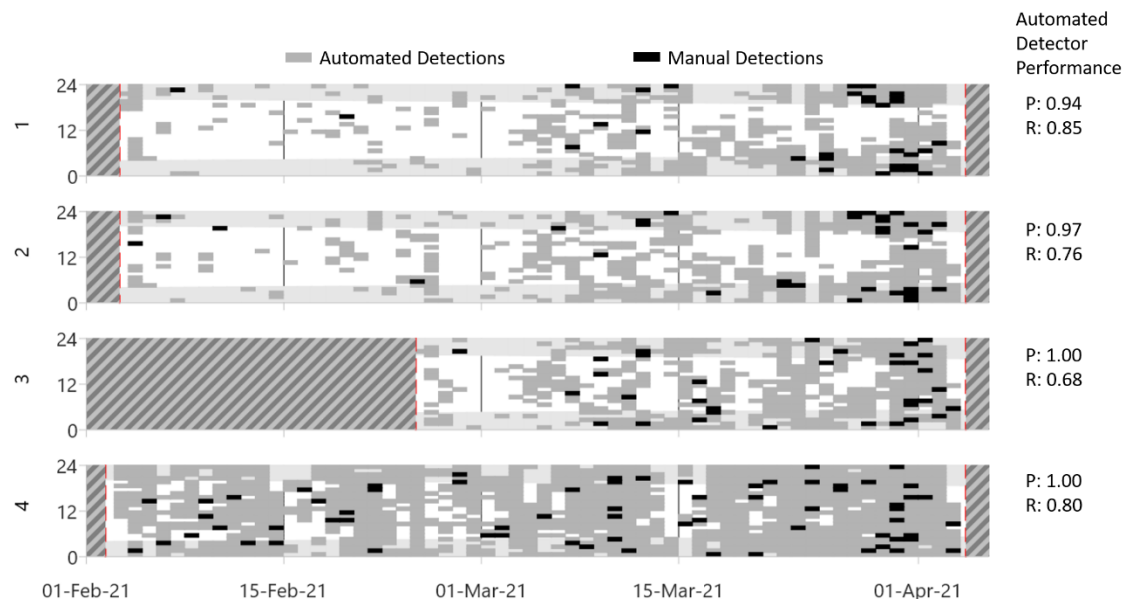 Automated
Detector
Performance
Automated Detections
Manual Detections
24
12
0
1
P: 0.94
R: 0.85
24
12
0
2
P: 0.97
R: 0.76
24
12
0
3
P: 1.00
R: 0.68
24
12
0
4
P: 1.00
R: 0.80
01-Feb-21 15-Feb-21 01-Mar-21 15-Mar-21 01-Apr-21